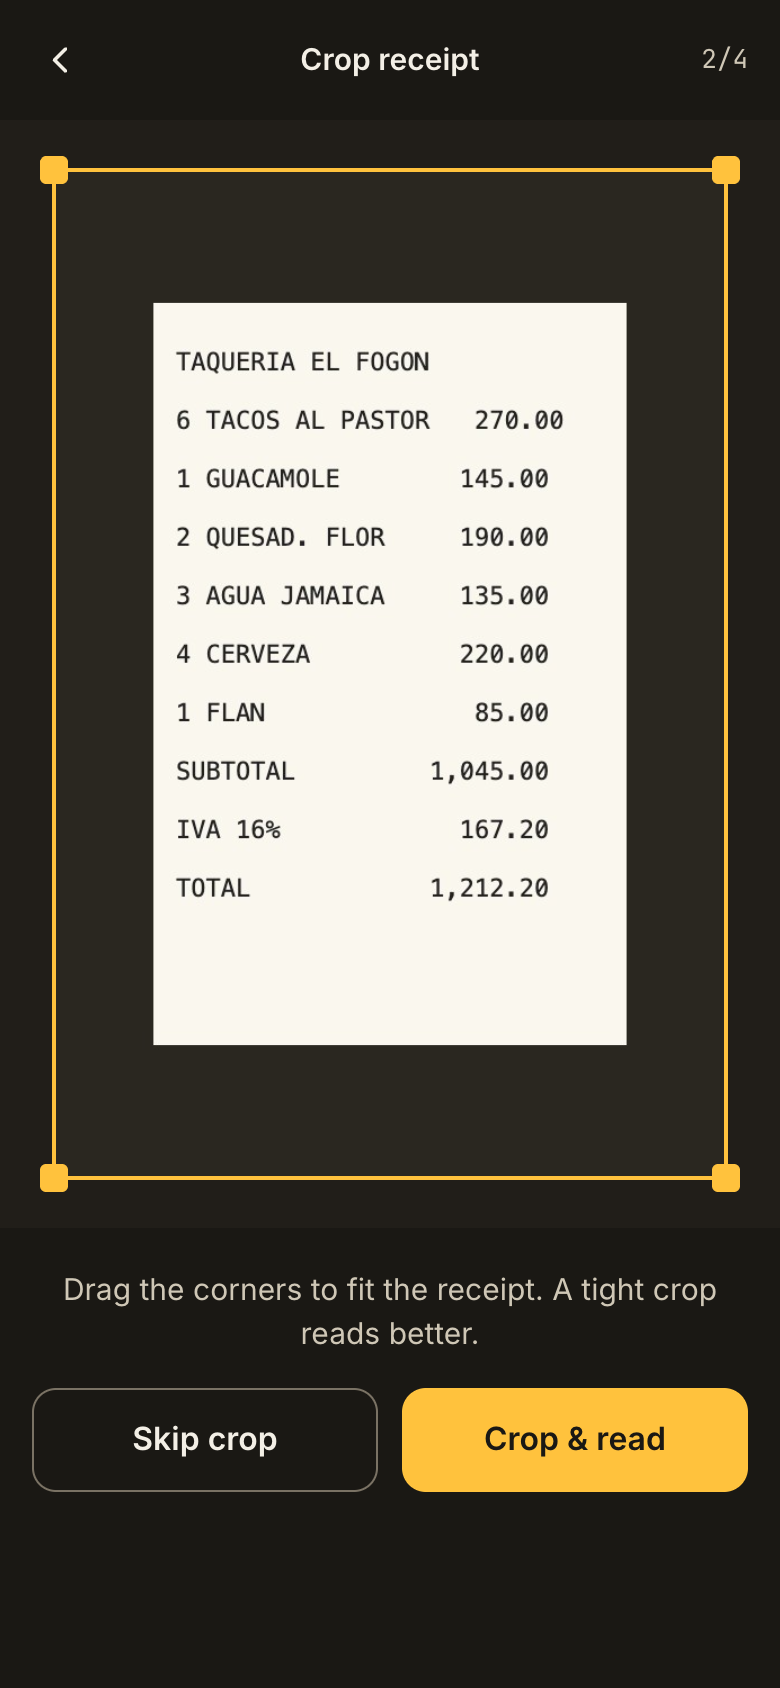 Crop receipt
2/4
TAQUERIA EL FOGON
6 TACOS AL PASTOR 270.00
1 GUACAMOLE 145.00
2 QUESAD. FLOR 190.00
3 AGUA JAMAICA 135.00
4 CERVEZA 220.00
1 FLAN 85.00
SUBTOTAL 1,045.00
IVA 16% 167.20
TOTAL 1,212.20
Drag the corners to fit the receipt. A tight crop
reads better.
Skip crop
Crop & read